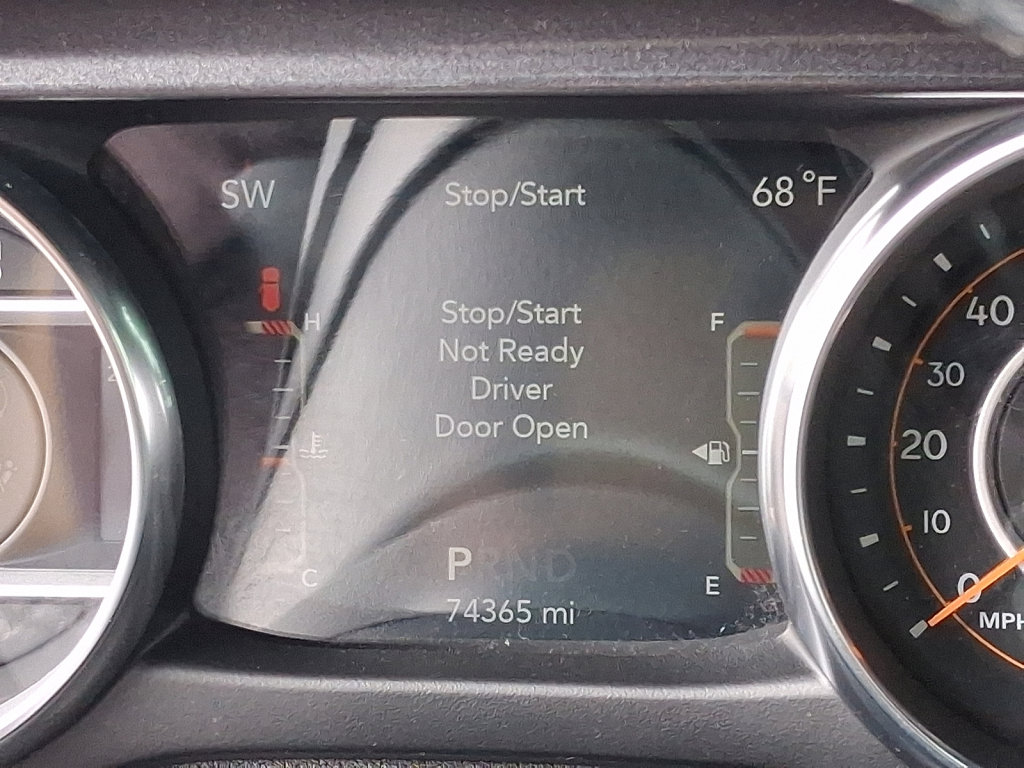 SW Stop/Start 68°F
Stop/Start
Not Ready
Driver
Door Open
H
C
F
E
PRND
74365 mi
40
30
20
10
0
MPH